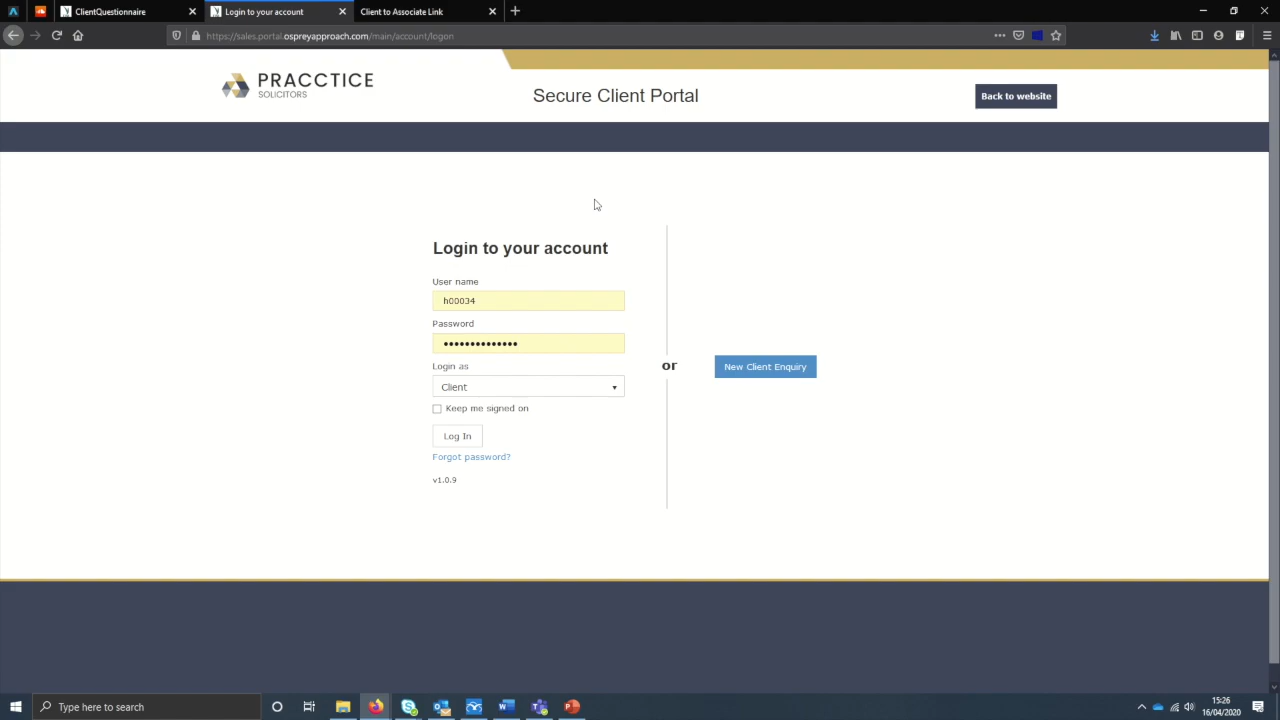 ClientQuestionnaire
Login to your account
Client to Associate Link
https://sales.portal.ospreyapproach.com/main/account/logon
PRACCTICE
SOLICITORS
Secure Client Portal
Back to website
Login to your account
User name
h00034
Password
Login as
Client
Keep me signed on
Log In
Forgot password?
v1.0.9
or
New Client Enquiry
Type here to search
15:26
16/04/2020